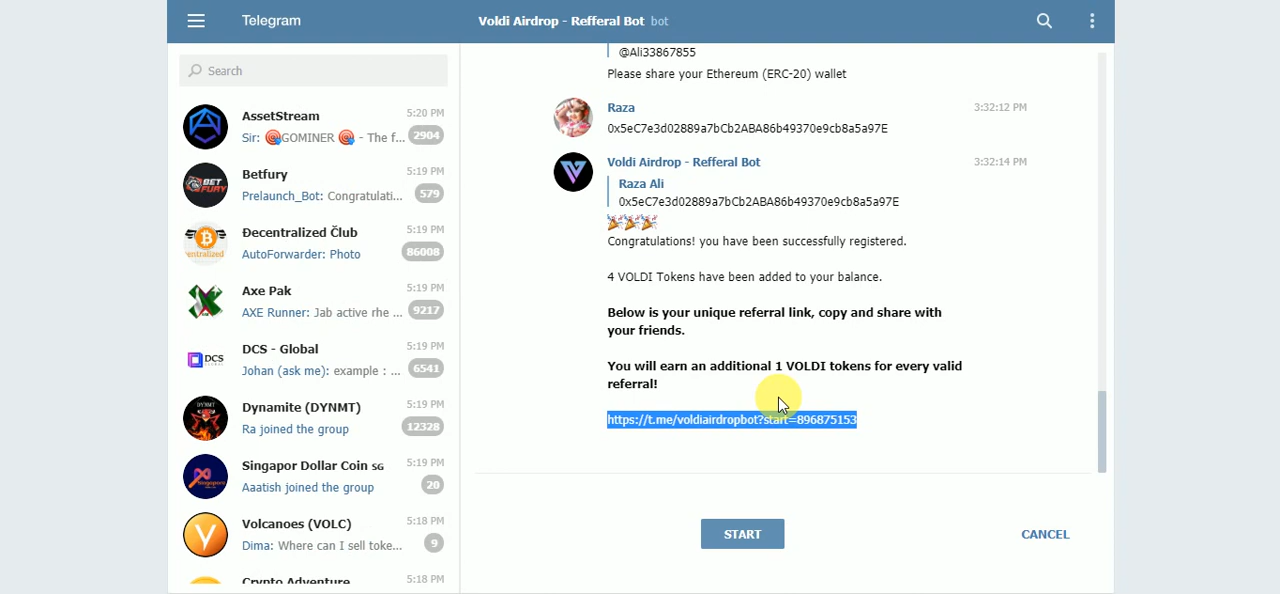 Telegram
Voldi Airdrop - Refferal Bot bot
Search
AssetStream 5:20 PM
Sir: 🎯GOMINER 🎯 - The f... 2904
Betfury 5:19 PM
Prelaunch_Bot: Congratulati... 579
Đecentralized Člub 5:19 PM
AutoForwarder: Photo 86008
Axe Pak 5:19 PM
AXE Runner: Jab active rhe ... 9217
DCS - Global 5:19 PM
Johan (ask me): example : ... 6541
Dynamite (DYNMT) 5:19 PM
Ra joined the group 12328
Singapor Dollar Coin SG 5:19 PM
Aaatish joined the group 20
Volcanoes (VOLC) 5:18 PM
Dima: Where can I sell toke... 9
Crypto Adventure 5:18 PM
@Ali33867855
Please share your Ethereum (ERC-20) wallet
Raza 3:32:12 PM
0x5eC7e3d02889a7bCb2ABA86b49370e9cb8a5a97E
Voldi Airdrop - Refferal Bot 3:32:14 PM
Raza Ali
0x5eC7e3d02889a7bCb2ABA86b49370e9cb8a5a97E
🎉🎉🎉
Congratulations! you have been successfully registered.
4 VOLDI Tokens have been added to your balance.
Below is your unique referral link, copy and share with
your friends.
You will earn an additional 1 VOLDI tokens for every valid
referral!
https://t.me/voldiairdropbot?start=896875153
START
CANCEL
DCS
BET
FURY
entralized